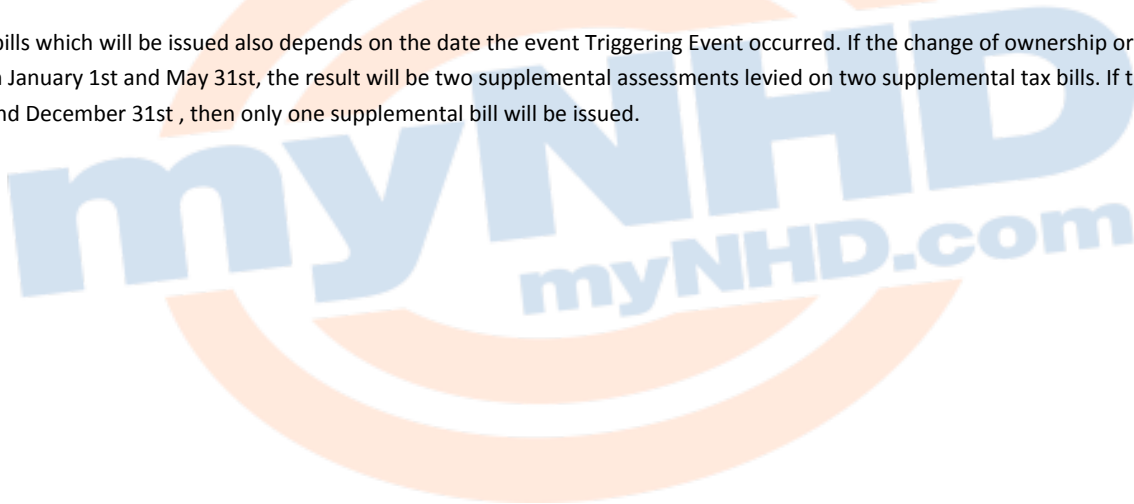 bills which will be issued also depends on the date the event Triggering Event occurred. If the change of ownership or
January 1st and May 31st, the result will be two supplemental assessments levied on two supplemental tax bills. If t
nd December 31st , then only one supplemental bill will be issued.
myNHD
myNHD.com